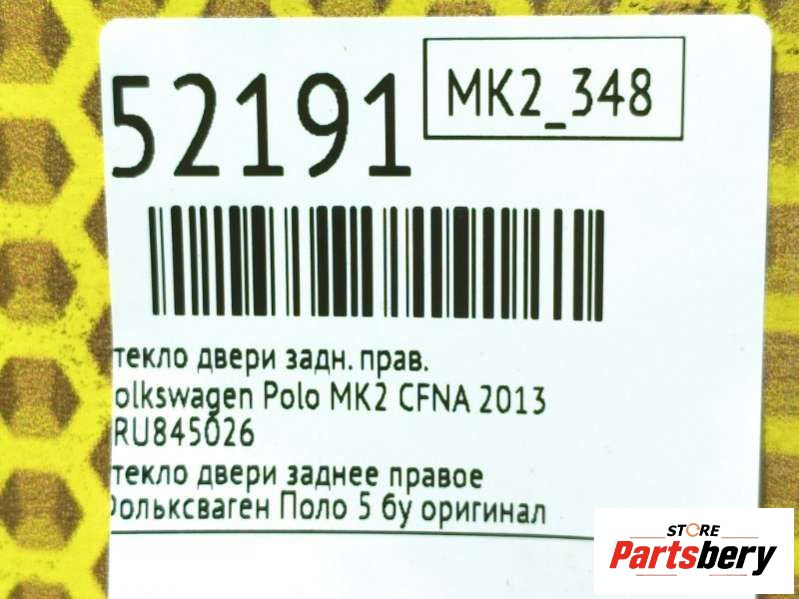 52191
MK2_348
текло двери задн. прав.
olkswagen Polo MK2 CFNA 2013
RU845026
текло двери заднее правое
Фольксваген Поло 5 бу оригинал
STORE
Partsbery